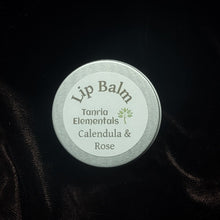 Lip Balm
Tanria
Elementals
Calendula &
Rose